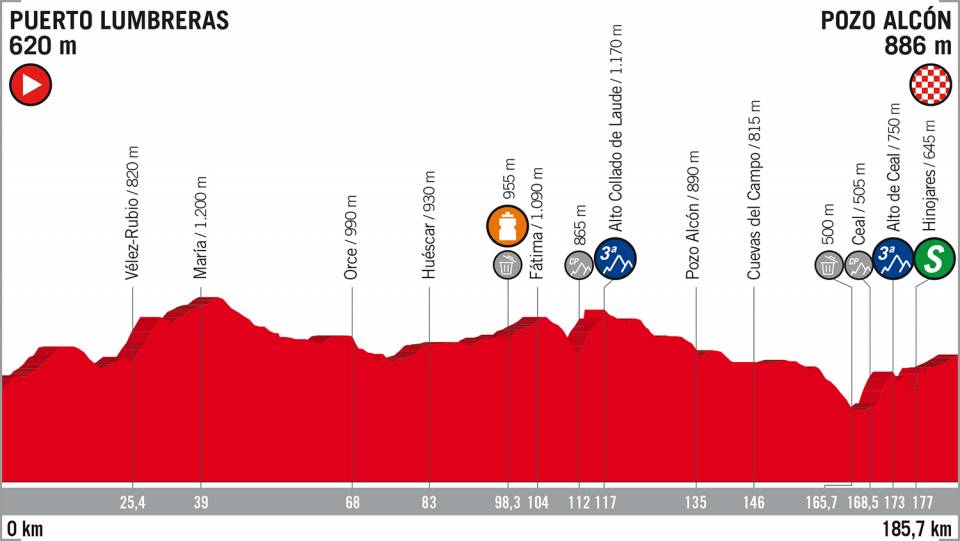 PUERTO LUMBRERAS
620 m
POZO ALCÓN
886 m
Vélez-Rubio / 820 m
María / 1.200 m
Orce / 990 m
Huéscar / 930 m
955 m
Fátima / 1.090 m
865 m
Alto Collado de Laude / 1.170 m
Pozo Alcón / 890 m
Cuevas del Campo / 815 m
500 m
Ceal / 505 m
Alto de Ceal / 750 m
Hinojares / 645 m
CP
3ª
CP
3ª
S
25,4
39
68
83
98,3
104
112
117
135
146
165,7
168,5
173
177
0 km
185,7 km